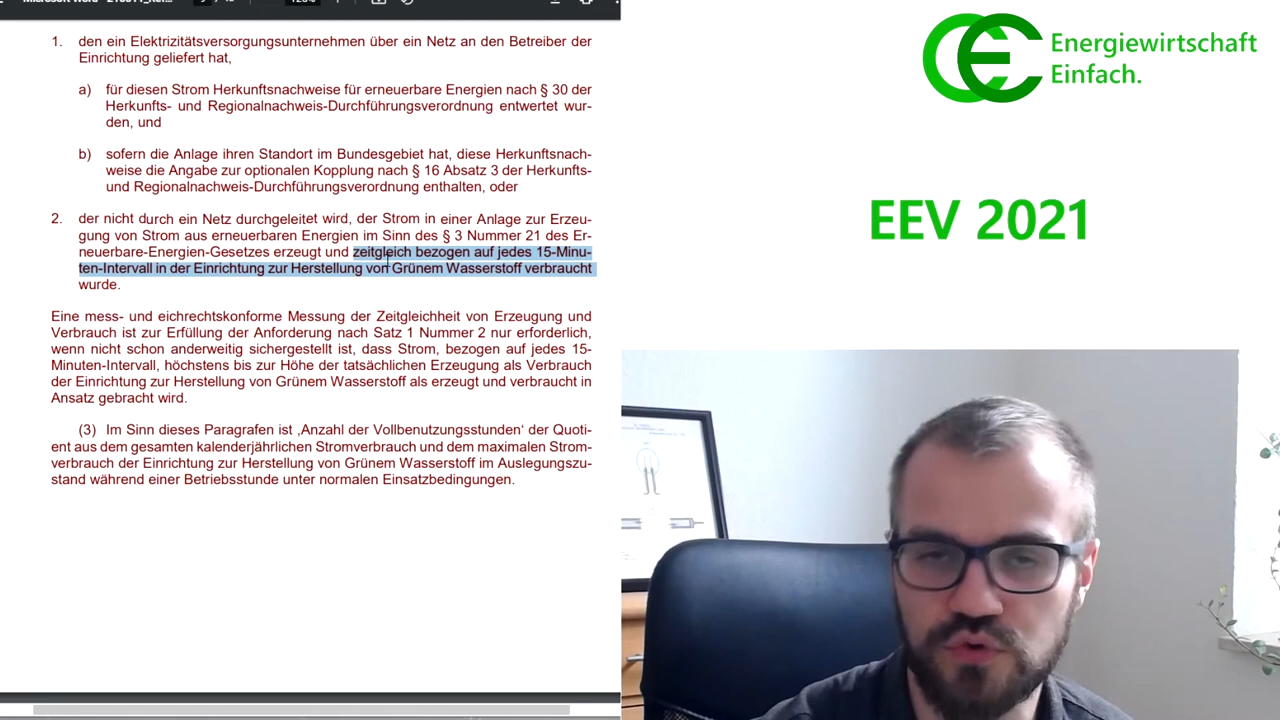 1. den ein Elektrizitätsversorgungsunternehmen über ein Netz an den Betreiber der
Einrichtung geliefert hat,
a) für diesen Strom Herkunftsnachweise für erneuerbare Energien nach § 30 der
Herkunfts- und Regionalnachweis-Durchführungsverordnung entwertet wur-
den, und
b) sofern die Anlage ihren Standort im Bundesgebiet hat, diese Herkunftsnach-
weise die Angabe zur optionalen Kopplung nach § 16 Absatz 3 der Herkunfts-
und Regionalnachweis-Durchführungsverordnung enthalten, oder
2. der nicht durch ein Netz durchgeleitet wird, der Strom in einer Anlage zur Erzeu-
gung von Strom aus erneuerbaren Energien im Sinn des § 3 Nummer 21 des Er-
neuerbare-Energien-Gesetzes erzeugt und zeitgleich bezogen auf jedes 15-Minu-
ten-Intervall in der Einrichtung zur Herstellung von Grünem Wasserstoff verbraucht
wurde.
Eine mess- und eichrechtskonforme Messung der Zeitgleichheit von Erzeugung und
Verbrauch ist zur Erfüllung der Anforderung nach Satz 1 Nummer 2 nur erforderlich,
wenn nicht schon anderweitig sichergestellt ist, dass Strom, bezogen auf jedes 15-
Minuten-Intervall, höchstens bis zur Höhe der tatsächlichen Erzeugung als Verbrauch
der Einrichtung zur Herstellung von Grünem Wasserstoff als erzeugt und verbraucht in
Ansatz gebracht wird.
(3) Im Sinn dieses Paragrafen ist ‚Anzahl der Vollbenutzungsstunden‘ der Quoti-
ent aus dem gesamten kalenderjährlichen Stromverbrauch und dem maximalen Strom-
verbrauch der Einrichtung zur Herstellung von Grünem Wasserstoff im Auslegungszu-
stand während einer Betriebsstunde unter normalen Einsatzbedingungen.
Energiewirtschaft
Einfach.
EEV 2021